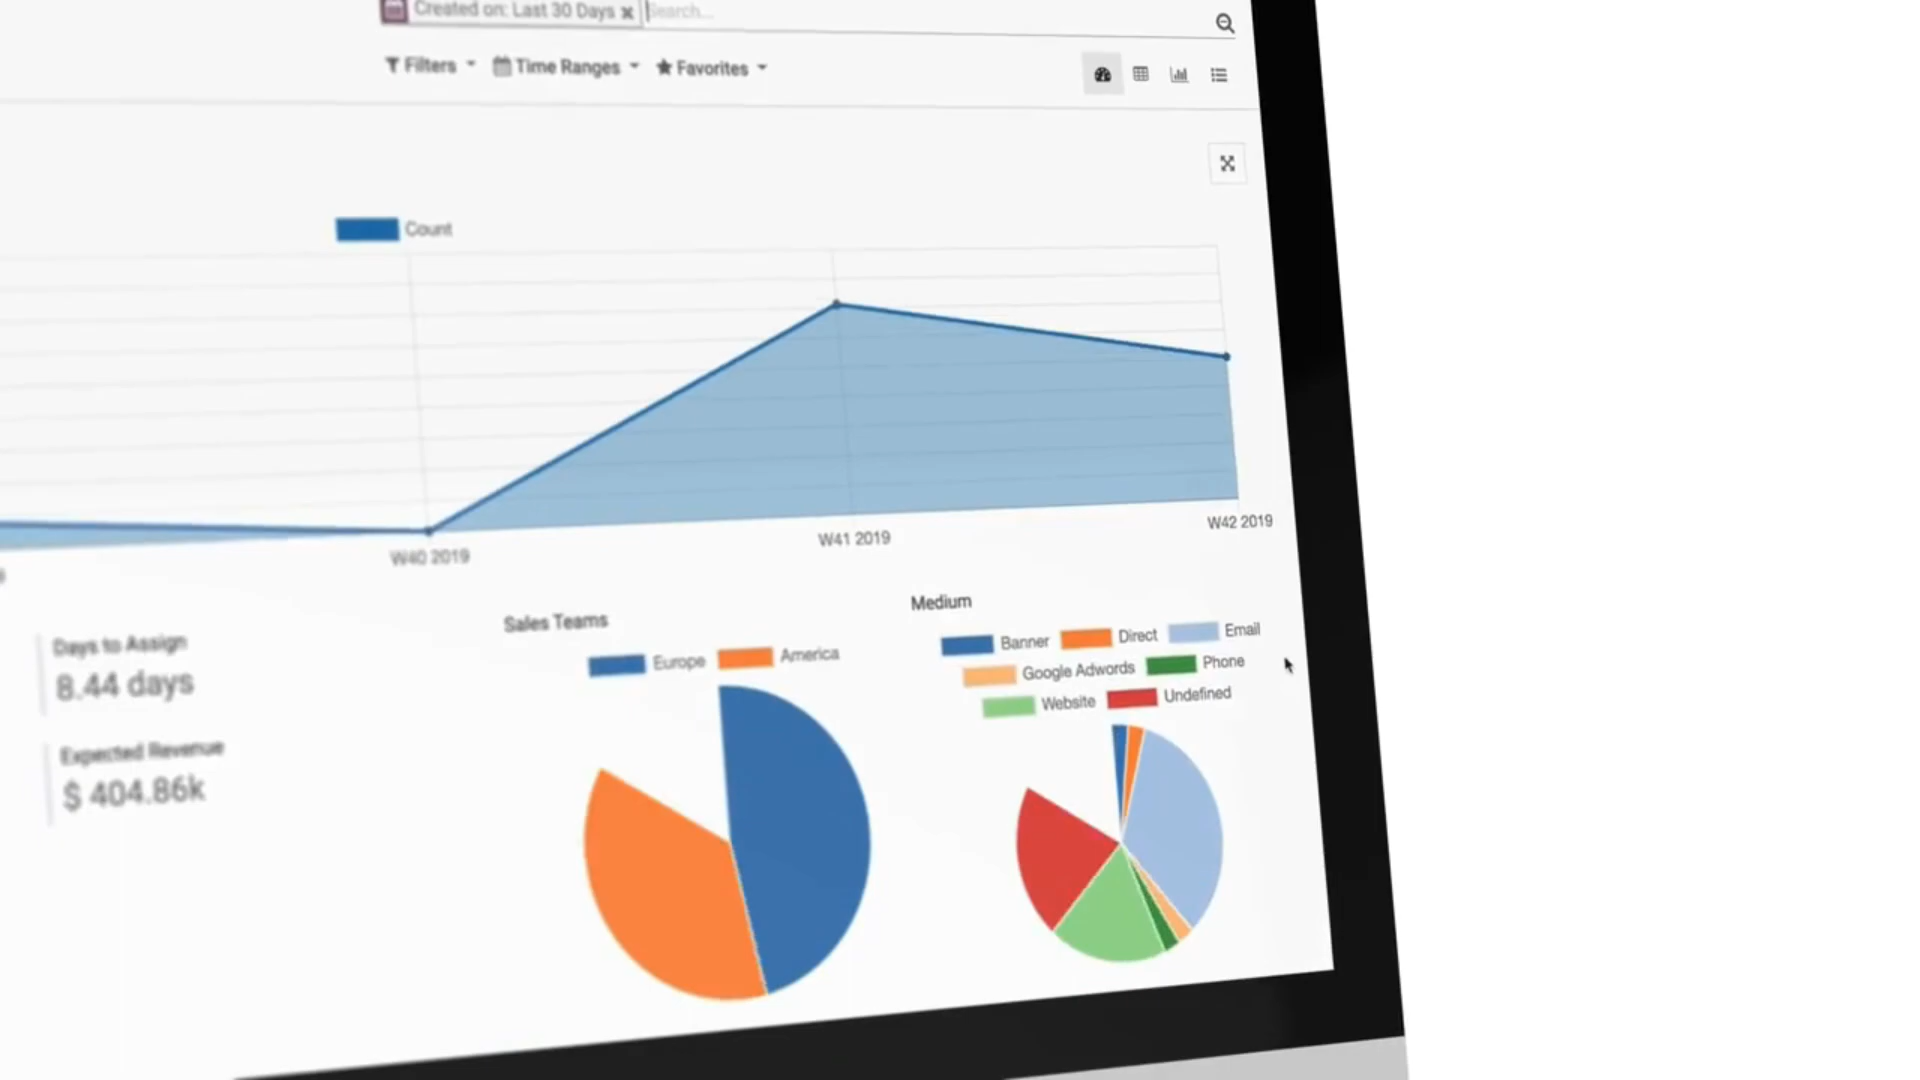 Created on: Last 30 Days × Search...
Filters Time Ranges Favorites
Count
W40 2019 W41 2019 W42 2019
Days to Assign
8.44 days
Expected Revenue
$ 404.86k
Sales Teams
Europe America
Medium
Banner Direct Email
Google Adwords Phone
Website Undefined